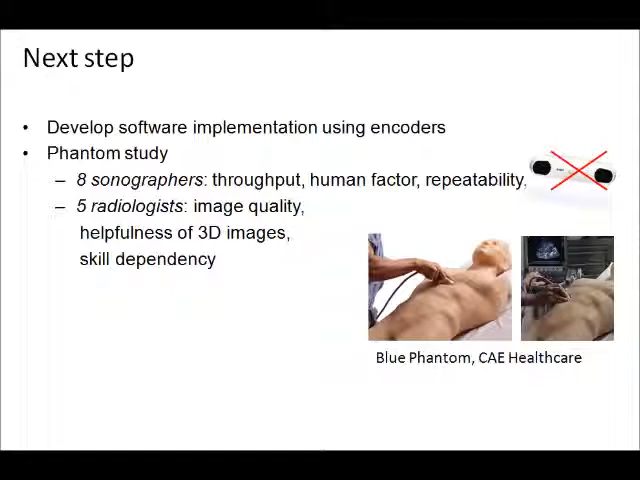 Next step
• Develop software implementation using encoders
• Phantom study
– 8 sonographers: throughput, human factor, repeatability,
– 5 radiologists: image quality,
helpfulness of 3D images,
skill dependency
Blue Phantom, CAE Healthcare